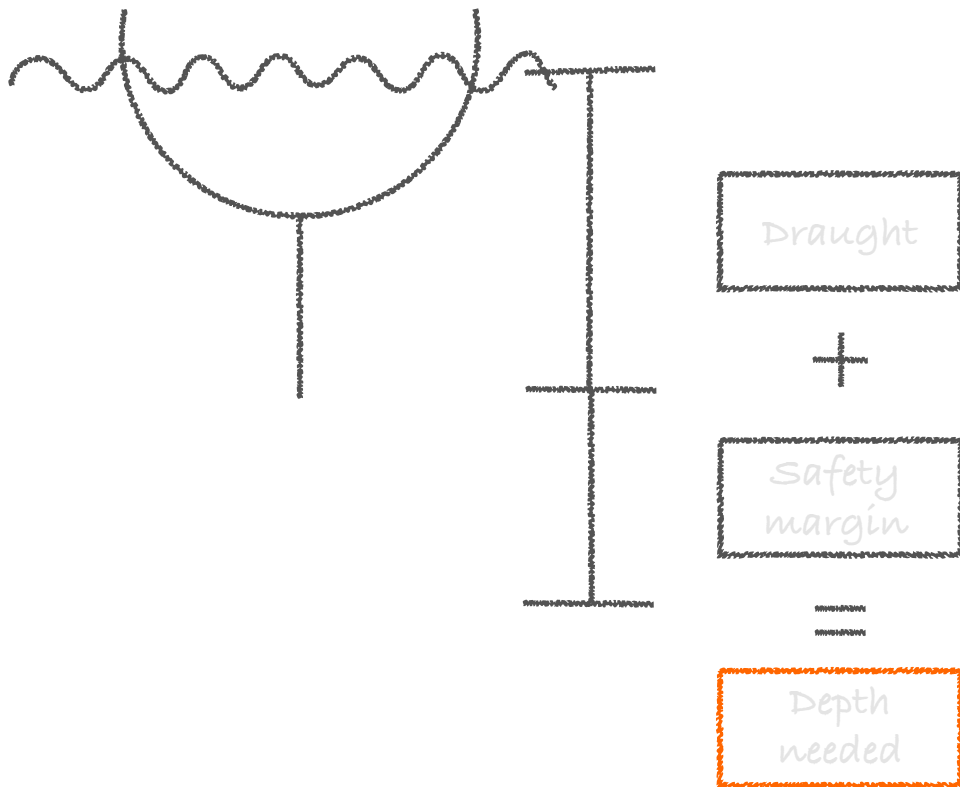 Draught
+
Safety
margin
=
Depth
needed